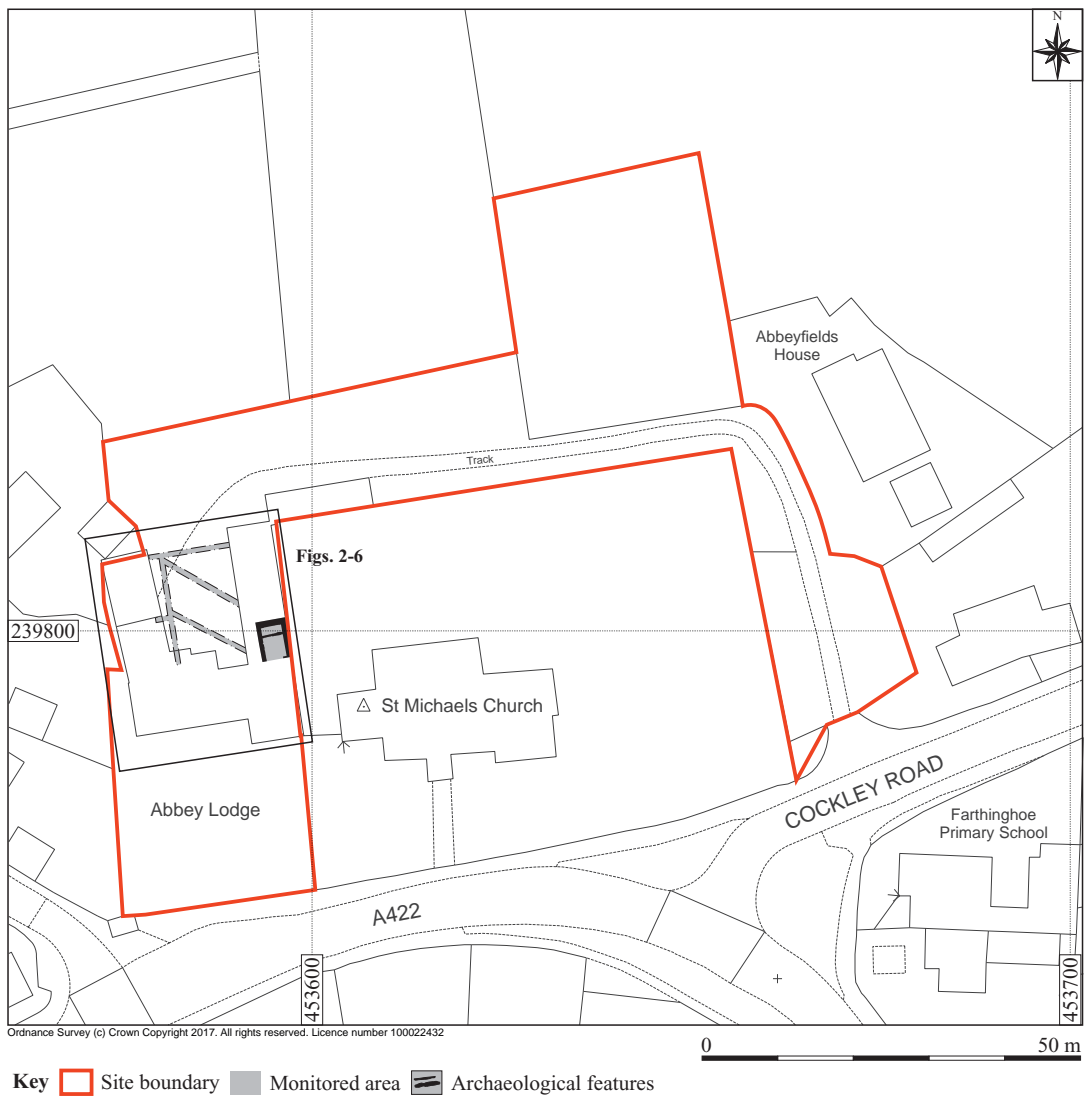 N
Abbeyfields
House
Track
Figs. 2-6
239800
St Michaels Church
Abbey Lodge
COCKLEY ROAD
Farthinghoe
Primary School
A422
453600
453700
Ordnance Survey (c) Crown Copyright 2017. All rights reserved. Licence number 100022432
0 50 m
Key Site boundary Monitored area Archaeological features